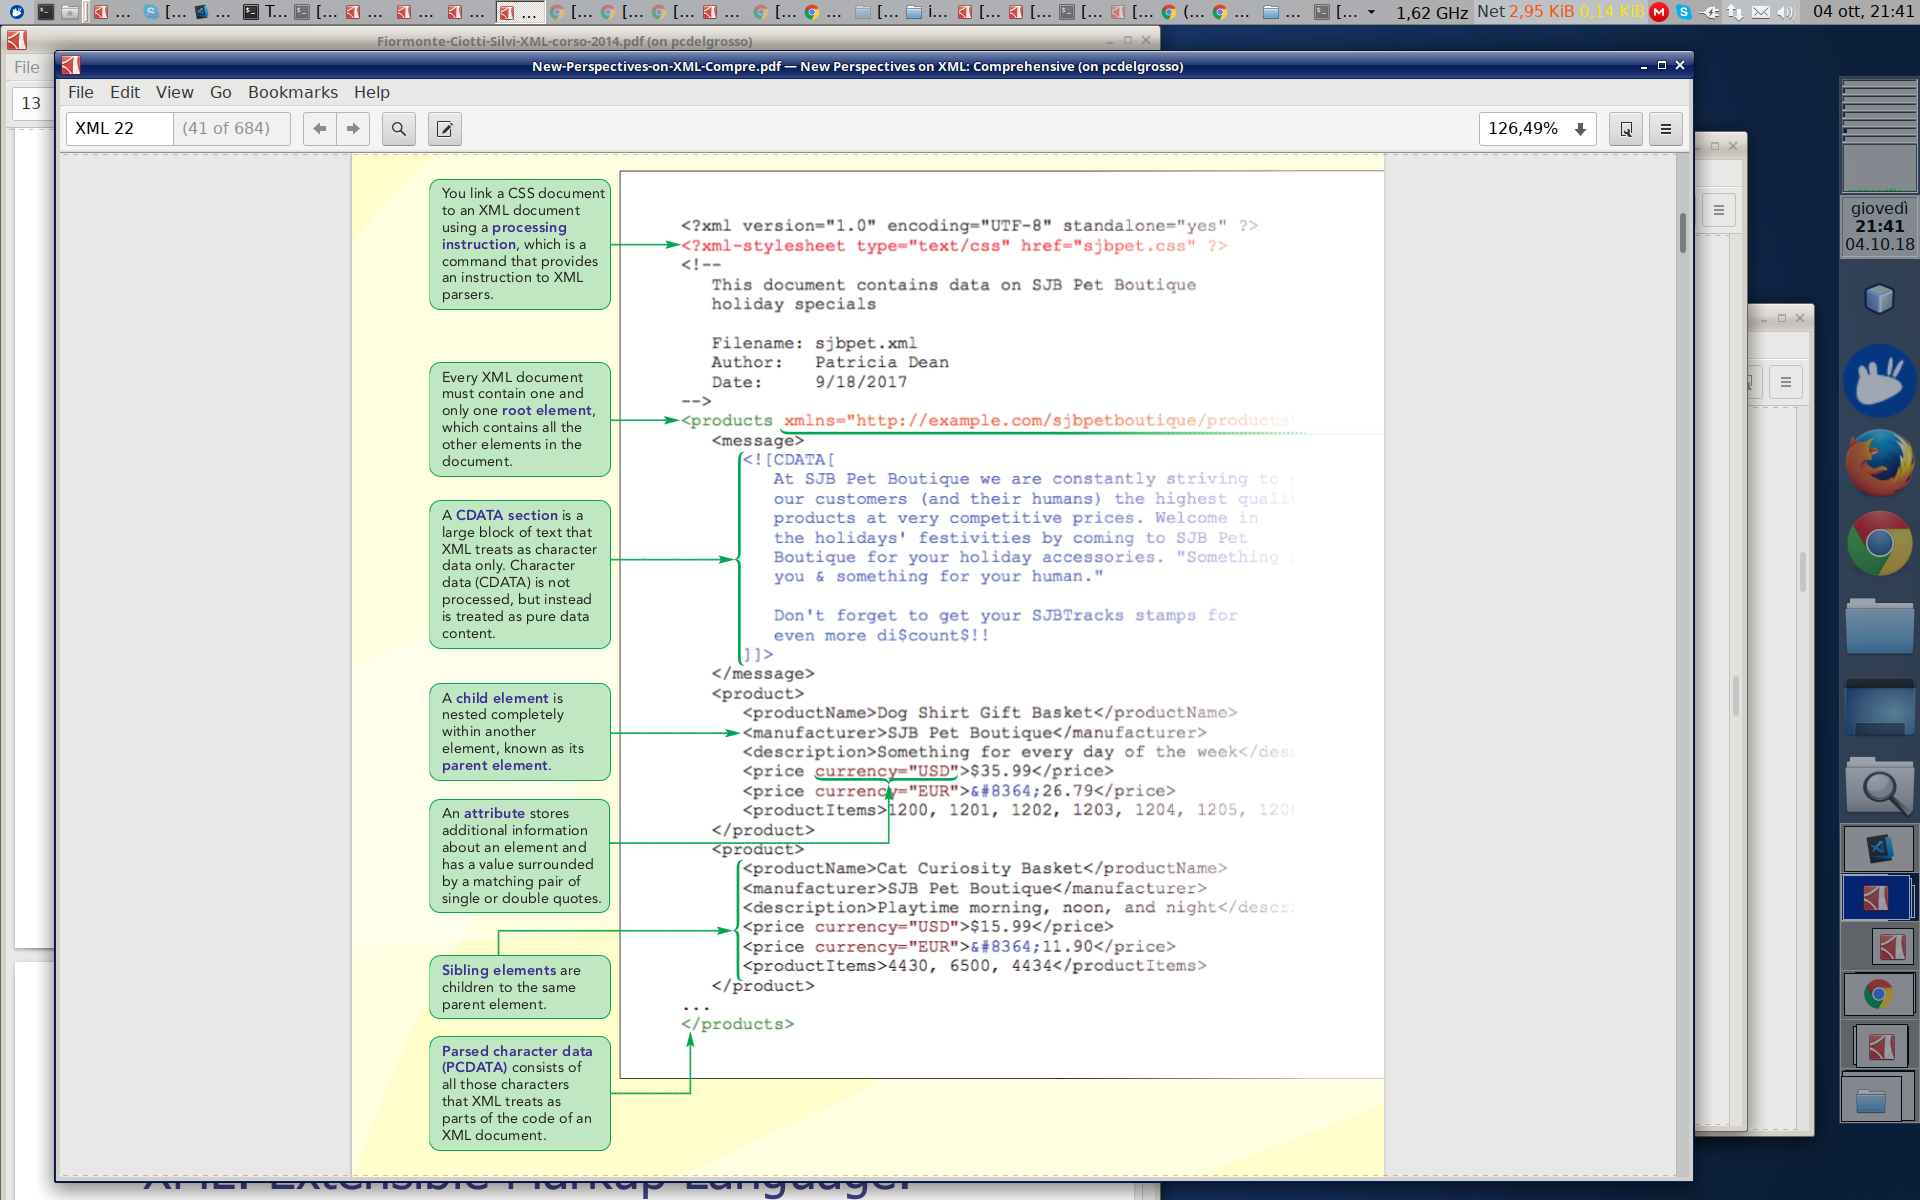 1,62 GHz Net 2,95 KiB 0,14 KiB 04 ott, 21:41
Fiormonte-Ciotti-Silvi-XML-corso-2014.pdf (on pcdelgrosso)
File
13
New-Perspectives-on-XML-Compre.pdf — New Perspectives on XML: Comprehensive (on pcdelgrosso)
File Edit View Go Bookmarks Help
XML 22 (41 of 684) 126,49%
You link a CSS document
to an XML document
using a processing
instruction, which is a
command that provides
an instruction to XML
parsers.
Every XML document
must contain one and
only one root element,
which contains all the
other elements in the
document.
A CDATA section is a
large block of text that
XML treats as character
data only. Character
data (CDATA) is not
processed, but instead
is treated as pure data
content.
A child element is
nested completely
within another
element, known as its
parent element.
An attribute stores
additional information
about an element and
has a value surrounded
by a matching pair of
single or double quotes.
Sibling elements are
children to the same
parent element.
Parsed character data
(PCDATA) consists of
all those characters
that XML treats as
parts of the code of an
XML document.
<?xml version="1.0" encoding="UTF-8" standalone="yes" ?>
<?xml-stylesheet type="text/css" href="sjbpet.css" ?>
<!--
This document contains data on SJB Pet Boutique
holiday specials
Filename: sjbpet.xml
Author: Patricia Dean
Date: 9/18/2017
-->
<products xmlns="http://example.com/sjbpetboutique/products"
<message>
<![CDATA[
At SJB Pet Boutique we are constantly striving to
our customers (and their humans) the highest quali
products at very competitive prices. Welcome in
the holidays' festivities by coming to SJB Pet
Boutique for your holiday accessories. "Something
you & something for your human."
Don't forget to get your SJBTracks stamps for
even more di$count$!!
]]>
</message>
<product>
<productName>Dog Shirt Gift Basket</productName>
<manufacturer>SJB Pet Boutique</manufacturer>
<description>Something for every day of the week</desc
<price currency="USD">$35.99</price>
<price currency="EUR">&#8364;26.79</price>
<productItems>1200, 1201, 1202, 1203, 1204, 1205, 1206
</product>
<product>
<productName>Cat Curiosity Basket</productName>
<manufacturer>SJB Pet Boutique</manufacturer>
<description>Playtime morning, noon, and night</descri
<price currency="USD">$15.99</price>
<price currency="EUR">&#8364;11.90</price>
<productItems>4430, 6500, 4434</productItems>
</product>
...
</products>
giovedì
21:41
04.10.18
XML: Extensible Markup Language.